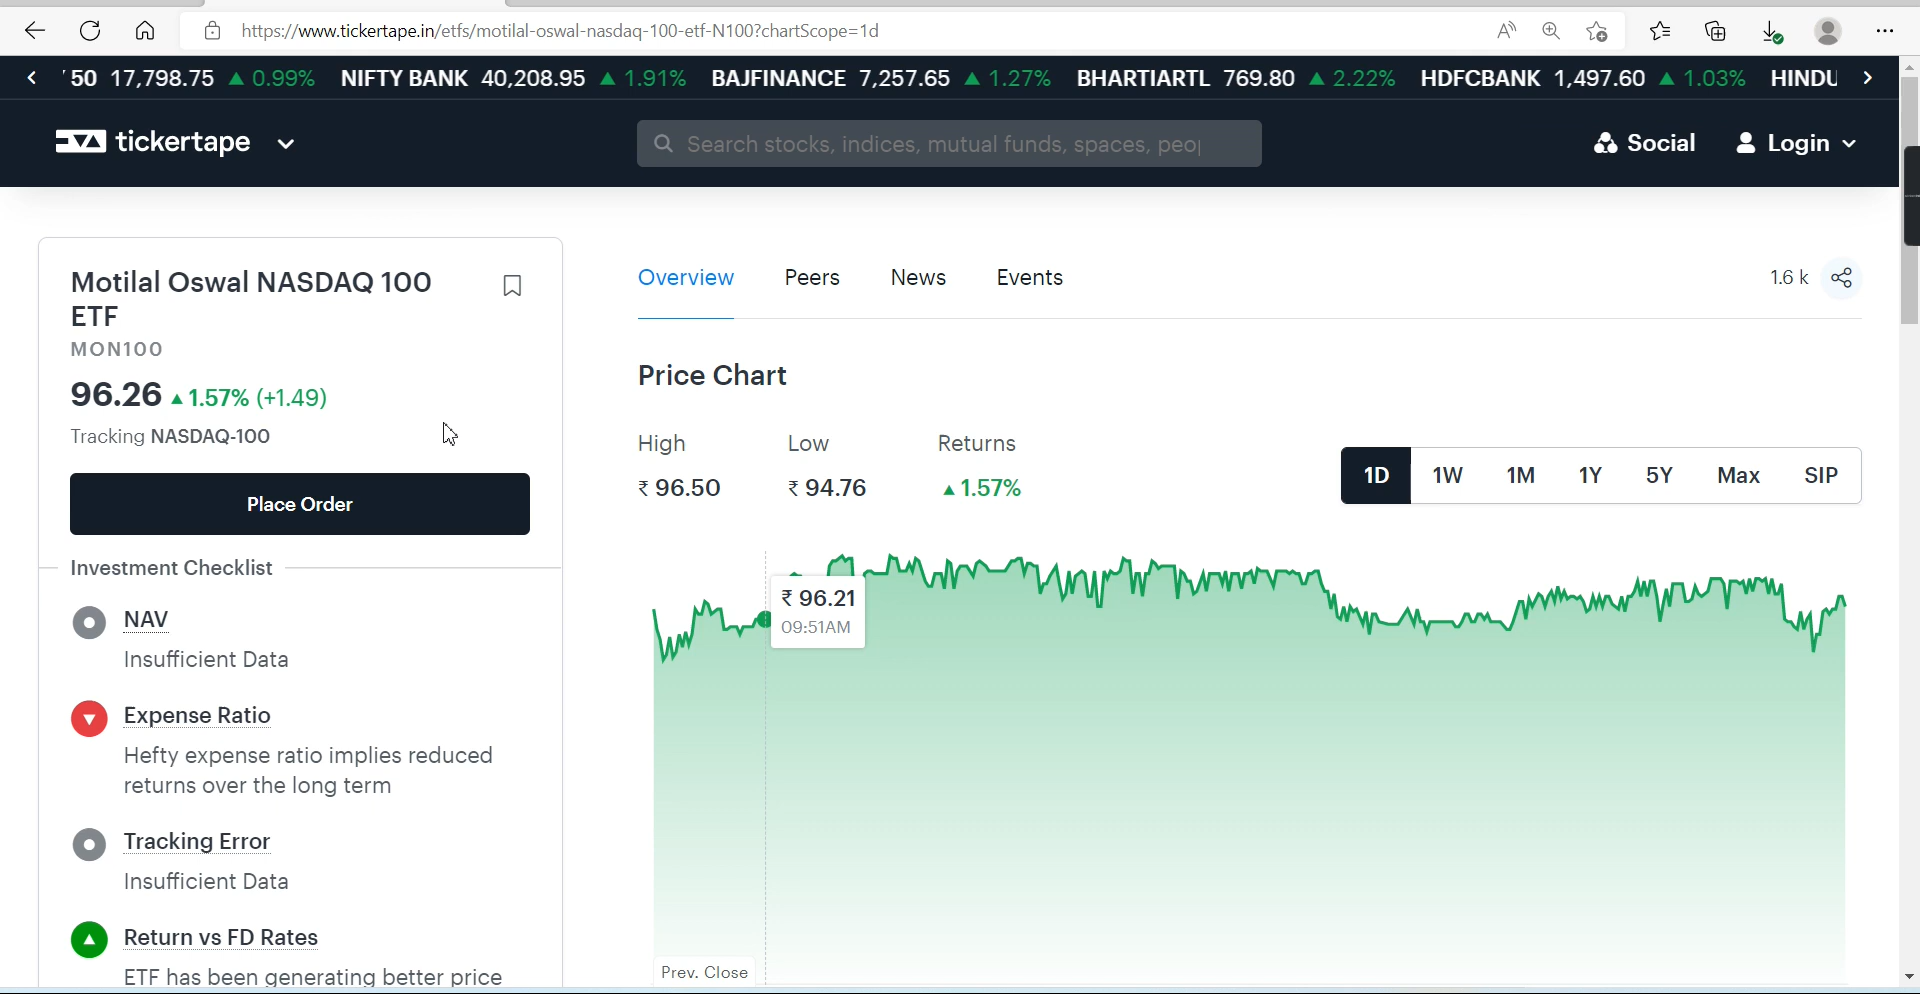 https://www.tickertape.in/etfs/motilal-oswal-nasdaq-100-etf-N100?chartScope=1d
50 17,798.75 ▲ 0.99% NIFTY BANK 40,208.95 ▲ 1.91% BAJFINANCE 7,257.65 ▲ 1.27% BHARTIARTL 769.80 ▲ 2.22% HDFCBANK 1,497.60 ▲ 1.03% HINDU
tickertape
Search stocks, indices, mutual funds, spaces, peo
Social
Login
Motilal Oswal NASDAQ 100
ETF
MON100
96.26 ▲ 1.57% (+1.49)
Tracking NASDAQ-100
Place Order
Investment Checklist
NAV
Insufficient Data
Expense Ratio
Hefty expense ratio implies reduced
returns over the long term
Tracking Error
Insufficient Data
Return vs FD Rates
ETF has been generating better price
Overview Peers News Events
1.6 k
Price Chart
High Low Returns
₹ 96.50 ₹ 94.76 ▲ 1.57%
1D 1W 1M 1Y 5Y Max SIP
₹ 96.21
09:51AM
Prev. Close